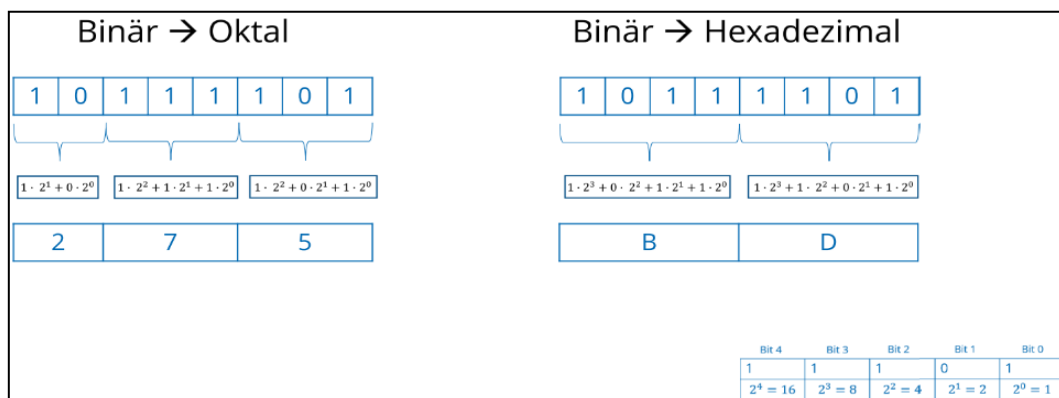 Binär → Oktal
1 0 1 1 1 1 0 1
1 · 2¹ + 0 · 2⁰ 1 · 2² + 1 · 2¹ + 1 · 2⁰ 1 · 2² + 0 · 2¹ + 1 · 2⁰
2 7 5
Binär → Hexadezimal
1 0 1 1 1 1 0 1
1 · 2³ + 0 · 2² + 1 · 2¹ + 1 · 2⁰ 1 · 2³ + 1 · 2² + 0 · 2¹ + 1 · 2⁰
B D
Bit 4 Bit 3 Bit 2 Bit 1 Bit 0
1 1 1 0 1
2⁴ = 16 2³ = 8 2² = 4 2¹ = 2 2⁰ = 1